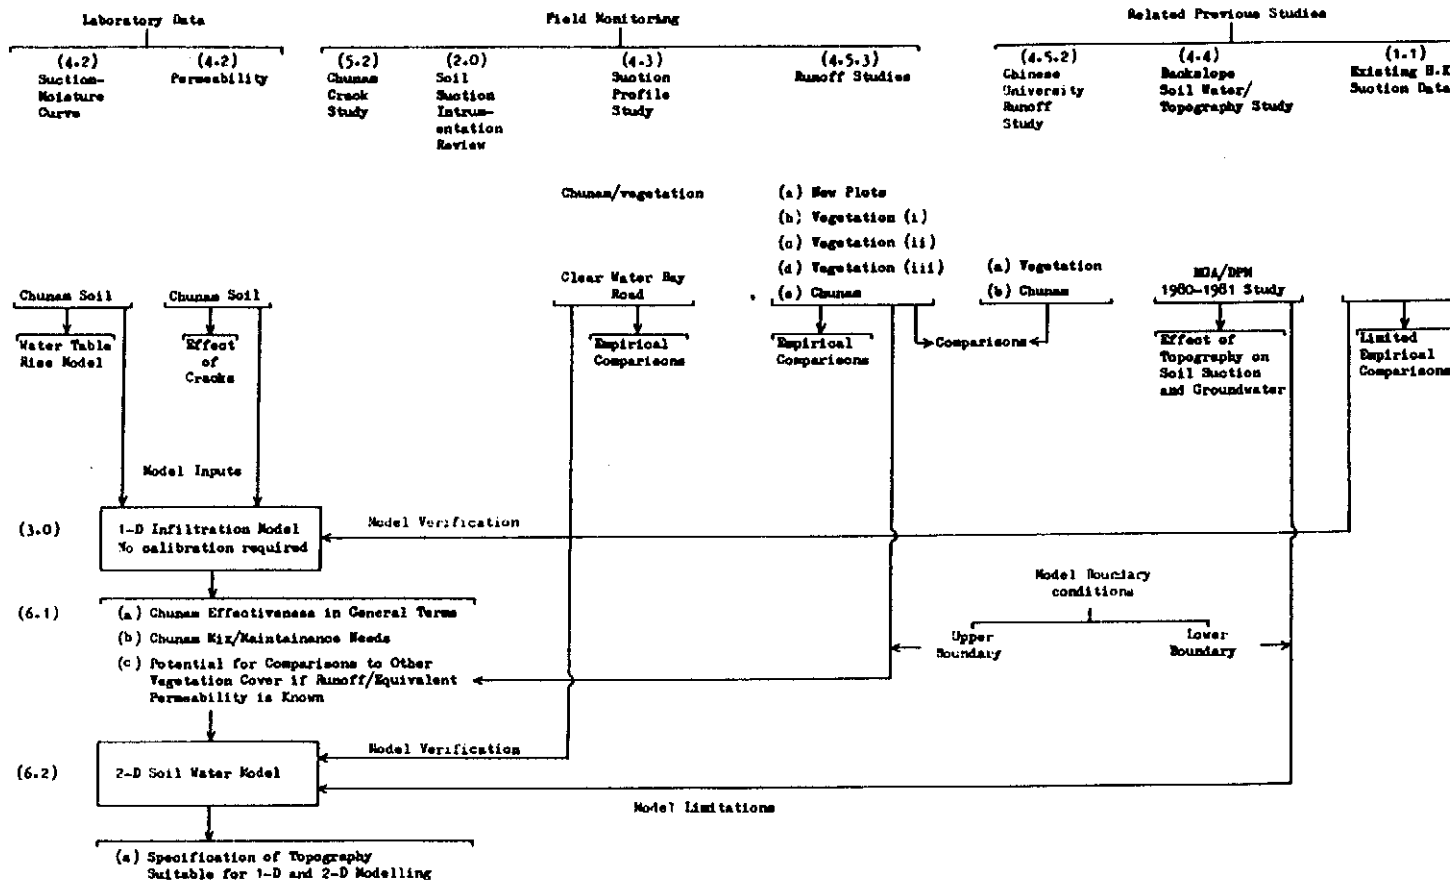 Laboratory Data
Field Monitoring
Related Previous Studies
(4.2)
Suction-
Moisture
Curve
(4.2)
Permeability
(5.2)
Chunam
Crack
Study
(2.0)
Soil
Suction
Intrum-
entation
Review
(4.3)
Suction
Profile
Study
(4.5.3)
Runoff Studies
(4.5.2)
Chinese
University
Runoff
Study
(4.4)
Backslope
Soil Water/
Topography Study
(1.1)
Existing H.K
Suction Data
Chunam/vegetation
(a) New Plots
(b) Vegetation (i)
(c) Vegetation (ii)
(d) Vegetation (iii)
(e) Chunam
(a) Vegetation
(b) Chunam
Clear Water Bay
Road
1980-1981 Study
Chunam Soil
Chunam Soil
Water Table
Rise Model
Effect
of
Cracks
Empirical
Comparisons
Empirical
Comparisons
Comparisons
Effect of
Topography on
Soil Suction
and Groundwater
Limited
Empirical
Comparisons
Model Inputs
(3.0)
1-D Infiltration Model
No calibration required
Model Verification
Model Boundary
conditions
Upper
Boundary
Lower
Boundary
(6.1)
(a) Chunam Effectiveness in General Terms
(b) Chunam Mix/Maintainance Needs
(c) Potential for Comparisons to Other
Vegetation Cover if Runoff/Equivalent
Permeability is Known
(6.2)
2-D Soil Water Model
Model Verification
Model Limitations
(a) Specification of Topography
Suitable for 1-D and 2-D Modelling